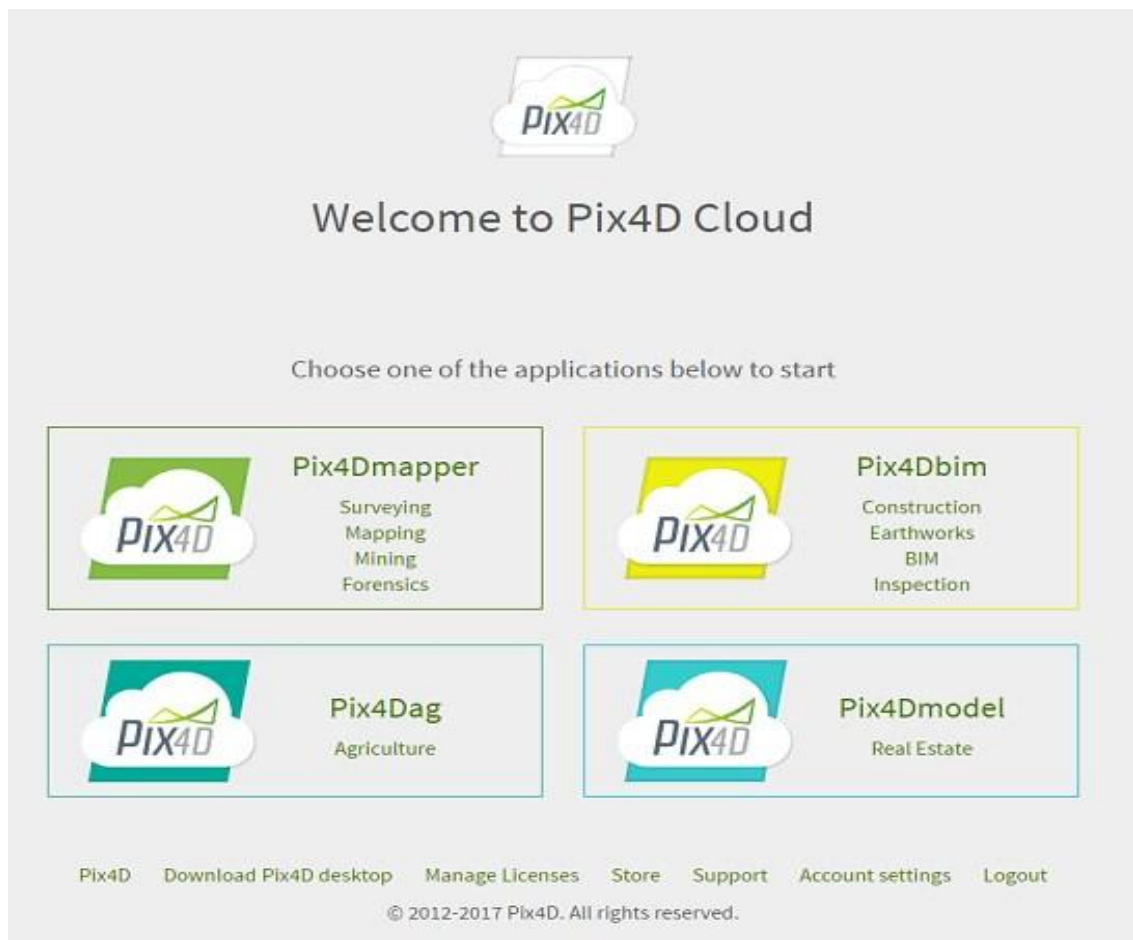 PIX4D
Welcome to Pix4D Cloud
Choose one of the applications below to start
PIX4D
Pix4Dmapper
Surveying
Mapping
Mining
Forensics
PIX4D
Pix4Dbim
Construction
Earthworks
BIM
Inspection
PIX4D
Pix4Dag
Agriculture
PIX4D
Pix4Dmodel
Real Estate
Pix4D Download Pix4D desktop Manage Licenses Store Support Account settings Logout
© 2012-2017 Pix4D. All rights reserved.